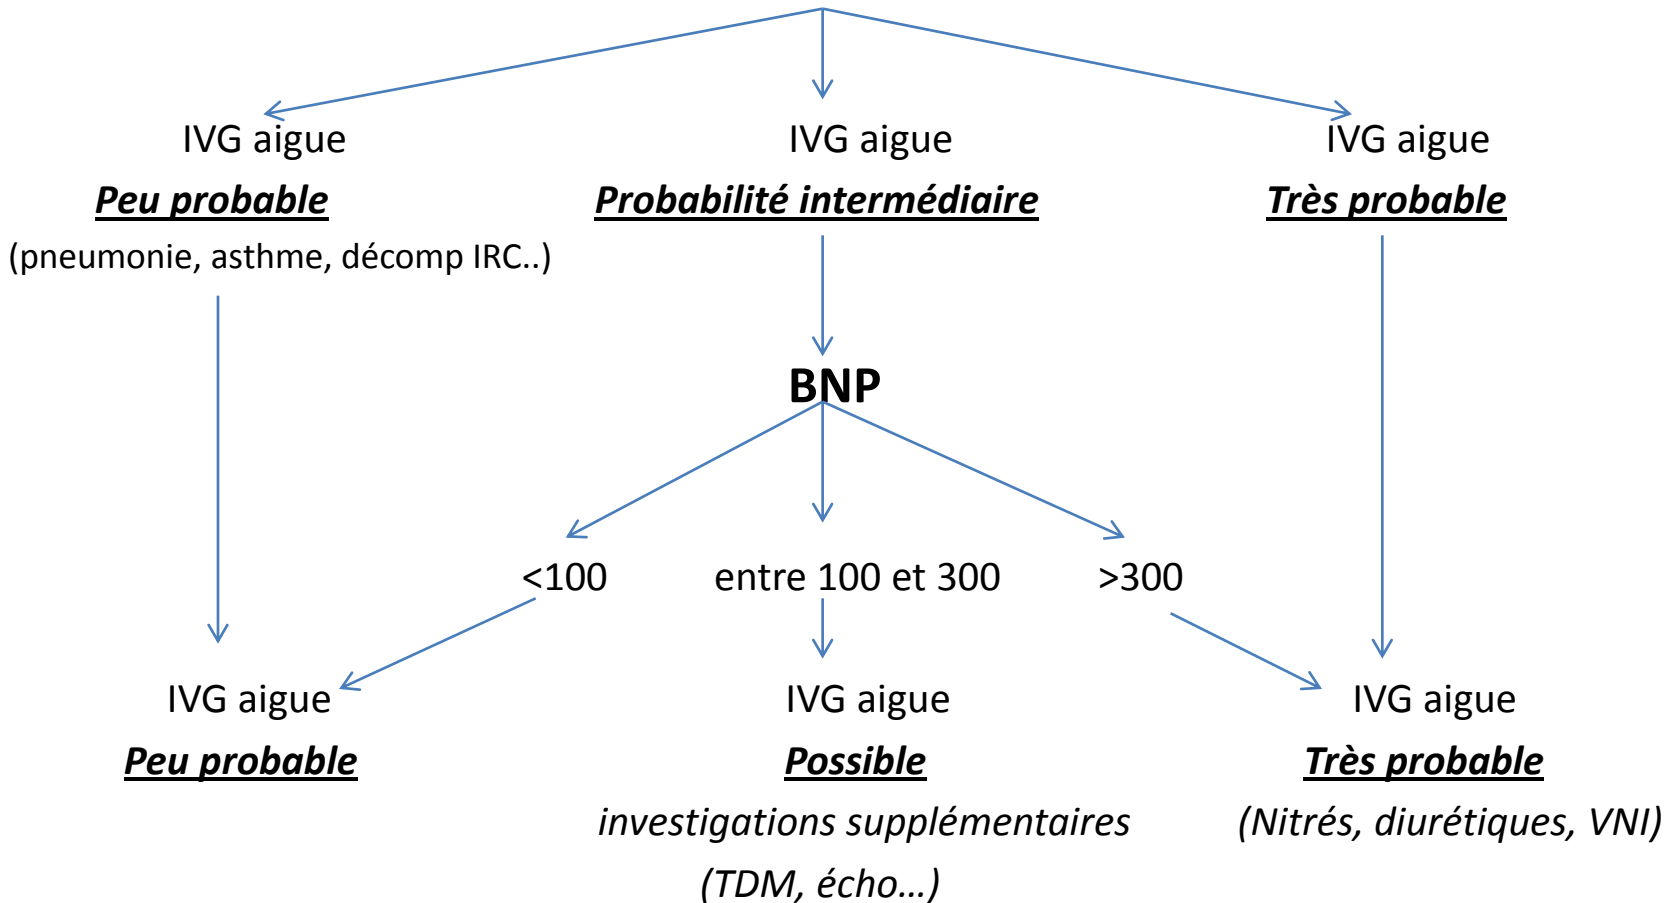 IVG aigue
IVG aigue
IVG aigue
Peu probable
Probabilité intermédiaire
Très probable
(pneumonie, asthme, décomp IRC..)
BNP
<100
entre 100 et 300
>300
IVG aigue
IVG aigue
IVG aigue
Peu probable
Possible
Très probable
investigations supplémentaires
(Nitrés, diurétiques, VNI)
(TDM, écho...)